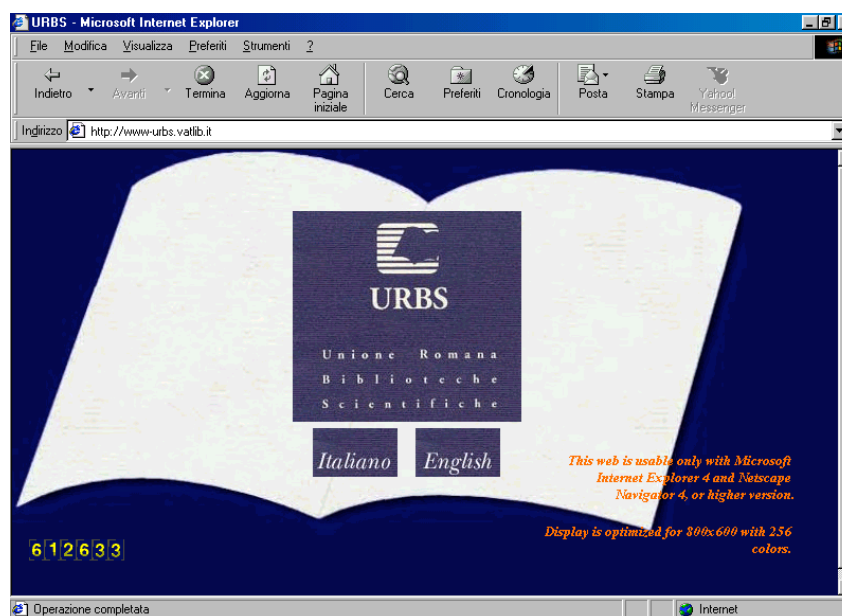 URBS - Microsoft Internet Explorer
File Modifica Visualizza Preferiti Strumenti ?
Indietro Avanti Termina Aggiorna Pagina iniziale Cerca Preferiti Cronologia Posta Stampa Yahoo! Messenger
Indirizzo http://www-urbs.vatlib.it
URBS
Unione Romana
Biblioteche
Scientifiche
Italiano English
This web is usable only with Microsoft
Internet Explorer 4 and Netscape
Navigator 4, or higher version.
Display is optimized for 800x600 with 256
colors.
612633
Operazione completata Internet